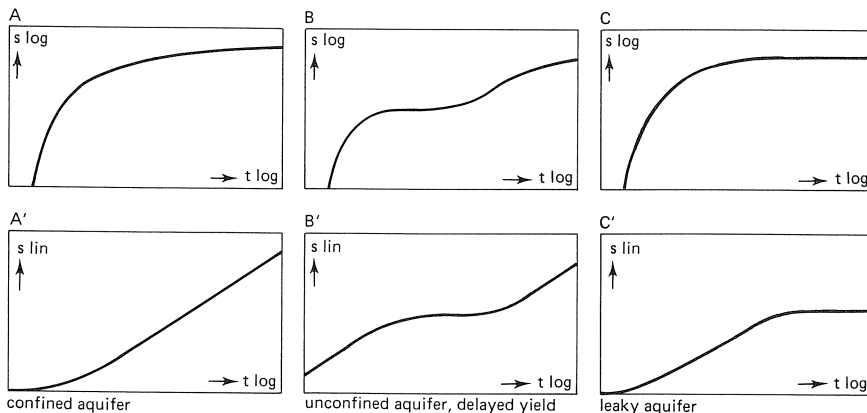 A
s log
t log
B
s log
t log
C
s log
t log
A'
s lin
t log
confined aquifer
B'
s lin
t log
unconfined aquifer, delayed yield
C'
s lin
t log
leaky aquifer